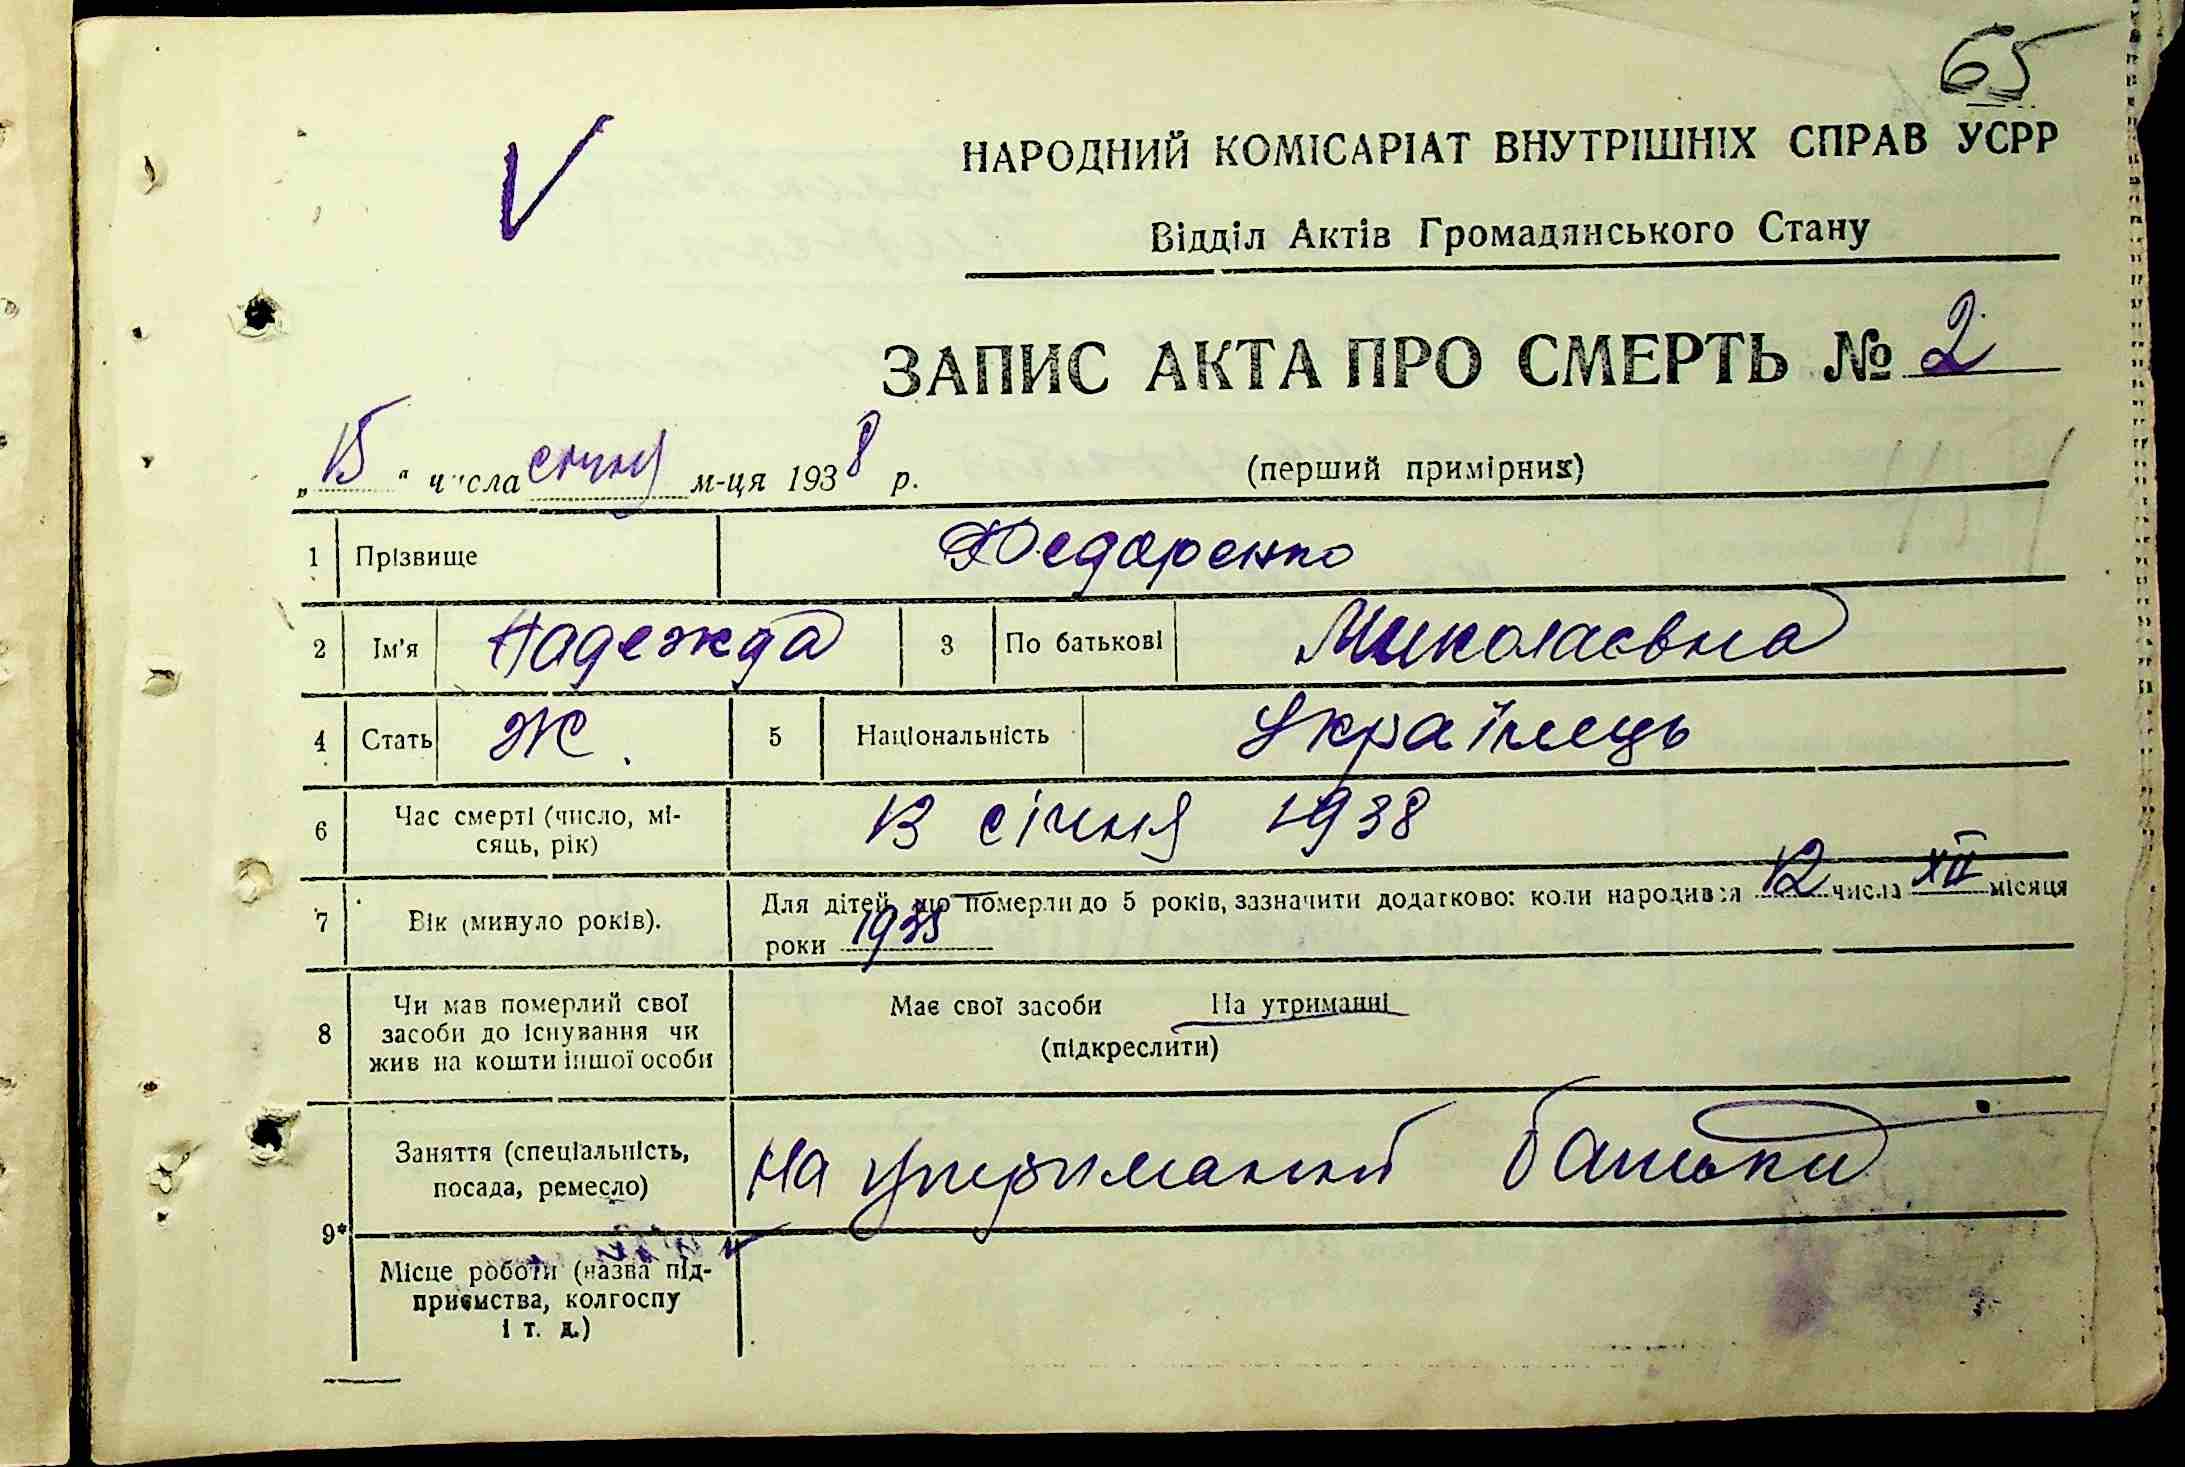 65
V
НАРОДНИЙ КОМІСАРІАТ ВНУТРІШНІХ СПРАВ УСРР
Відділ Актів Громадянського Стану
ЗАПИС АКТА ПРО СМЕРТЬ № 2
„15" числа січня м-ця 1938 р. (перший примірник)
1 Прізвище Федоренко
2 Ім'я Надежда 3 По батькові Миколаєвна
4 Стать Ж. 5 Національність Українець
6 Час смерті (число, мі-
сяць, рік) 13 січня 1938
7 Вік (минуло років). Для дітей, що померли до 5 років, зазначити додатково: коли народився 12 числа XII місяця
роки 1935
8 Чи мав померлий свої
засоби до існування чи
жив на кошти іншої особи
Має свої засоби На утриманні
(підкреслити)
9*
Заняття (спеціальність,
посада, ремесло) на утриманні батьки
Місце роботи (назва під-
приємства, колгоспу
і т. д.)